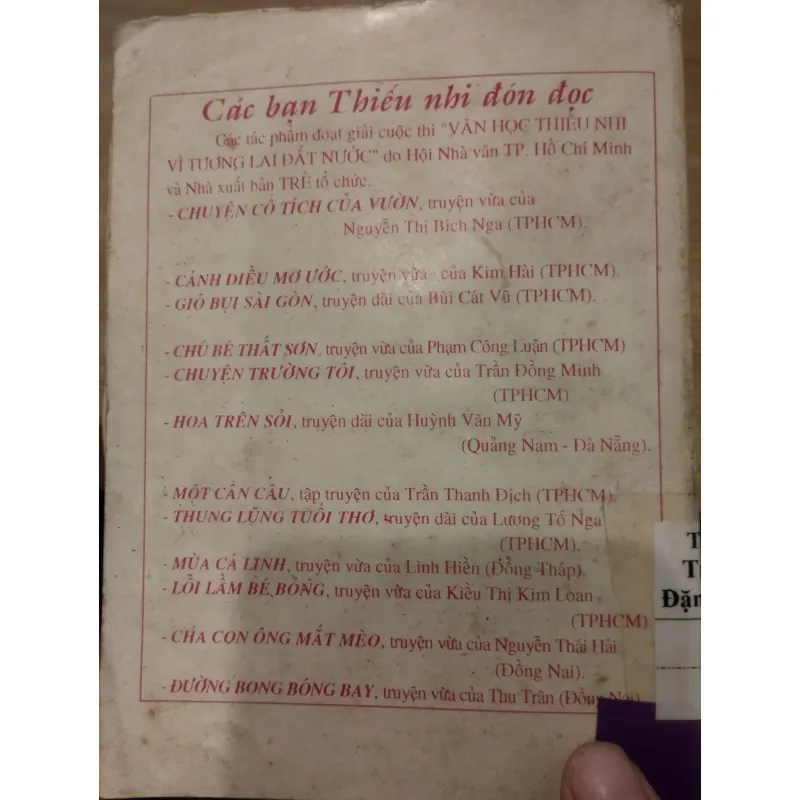 Các bạn Thiếu nhi đón đọc
Các tác phẩm đoạt giải cuộc thi "VĂN HỌC THIẾU NHI
VÌ TƯƠNG LAI ĐẤT NƯỚC" do Hội Nhà văn TP. Hồ Chí Minh
và Nhà xuất bản TRẺ tổ chức.
- CHUYỆN CỔ TÍCH CỦA VƯỜN, truyện vừa của
Nguyễn Thị Bích Nga (TPHCM).
- CÁNH DIỀU MƠ ƯỚC, truyện vừa của Kim Hài (TPHCM).
- GIÓ BỤI SÀI GÒN, truyện dài của Bùi Cát Vũ (TPHCM).
- CHÚ BÉ THẤT SƠN, truyện vừa của Phạm Công Luận (TPHCM)
- CHUYỆN TRƯỜNG TÔI, truyện vừa của Trần Đồng Minh
(TPHCM)
- HOA TRÊN SỎI, truyện dài của Huỳnh Văn Mỹ
(Quảng Nam - Đà Nẵng).
- MỘT CẦN CÂU, tập truyện của Trần Thanh Địch (TPHCM).
- THUNG LŨNG TUỔI THƠ, truyện dài của Lương Tố Nga
(TPHCM).
- MÙA CÁ LINH, truyện vừa của Linh Hiền (Đồng Tháp).
- LỖI LẦM BÉ BỎNG, truyện vừa của Kiều Thị Kim Loan
(TPHCM).
- CHA CON ÔNG MẮT MÈO, truyện vừa của Nguyễn Thái Hải
(Đồng Nai).
- ĐƯỜNG BONG BÓNG BAY, truyện vừa của Thu Trân (Đồng Nai)